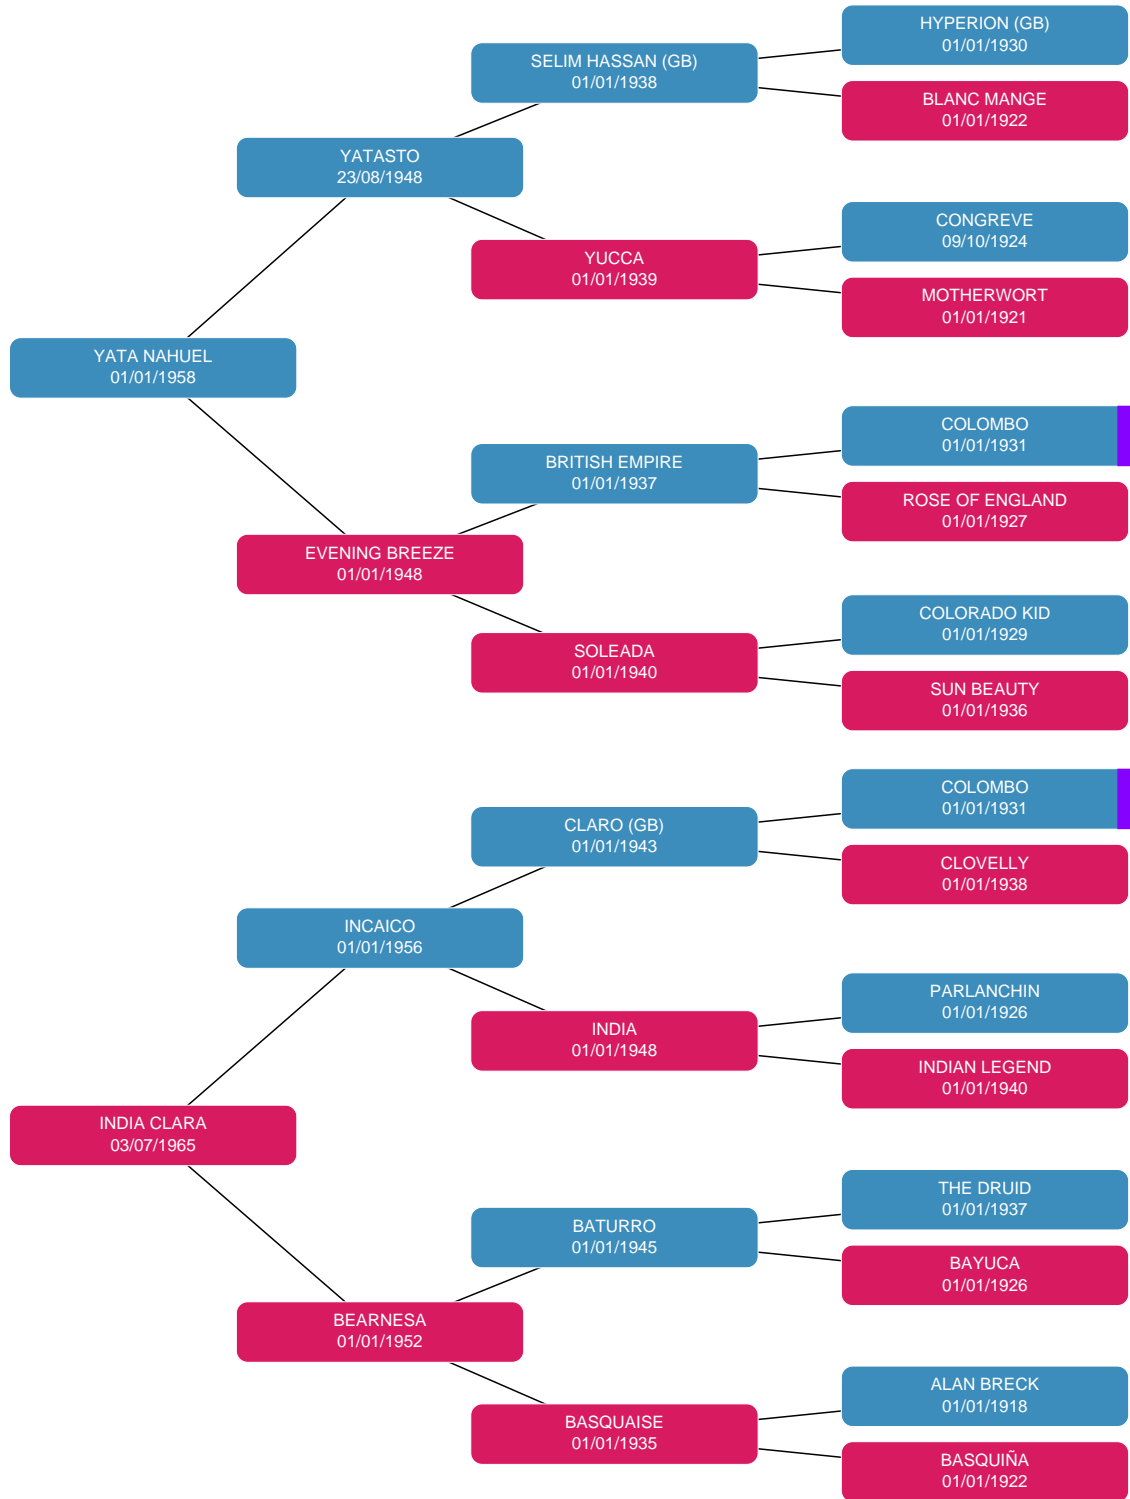 HYPERION (GB)
01/01/1930
SELIM HASSAN (GB)
01/01/1938
BLANC MANGE
01/01/1922
YATASTO
23/08/1948
CONGREVE
09/10/1924
YUCCA
01/01/1939
MOTHERWORT
01/01/1921
YATA NAHUEL
01/01/1958
COLOMBO
01/01/1931
BRITISH EMPIRE
01/01/1937
ROSE OF ENGLAND
01/01/1927
EVENING BREEZE
01/01/1948
COLORADO KID
01/01/1929
SOLEADA
01/01/1940
SUN BEAUTY
01/01/1936
COLOMBO
01/01/1931
CLARO (GB)
01/01/1943
CLOVELLY
01/01/1938
INCAICO
01/01/1956
PARLANCHIN
01/01/1926
INDIA
01/01/1948
INDIAN LEGEND
01/01/1940
INDIA CLARA
03/07/1965
THE DRUID
01/01/1937
BATURRO
01/01/1945
BAYUCA
01/01/1926
BEARNESA
01/01/1952
ALAN BRECK
01/01/1918
BASQUAISE
01/01/1935
BASQUIÑA
01/01/1922